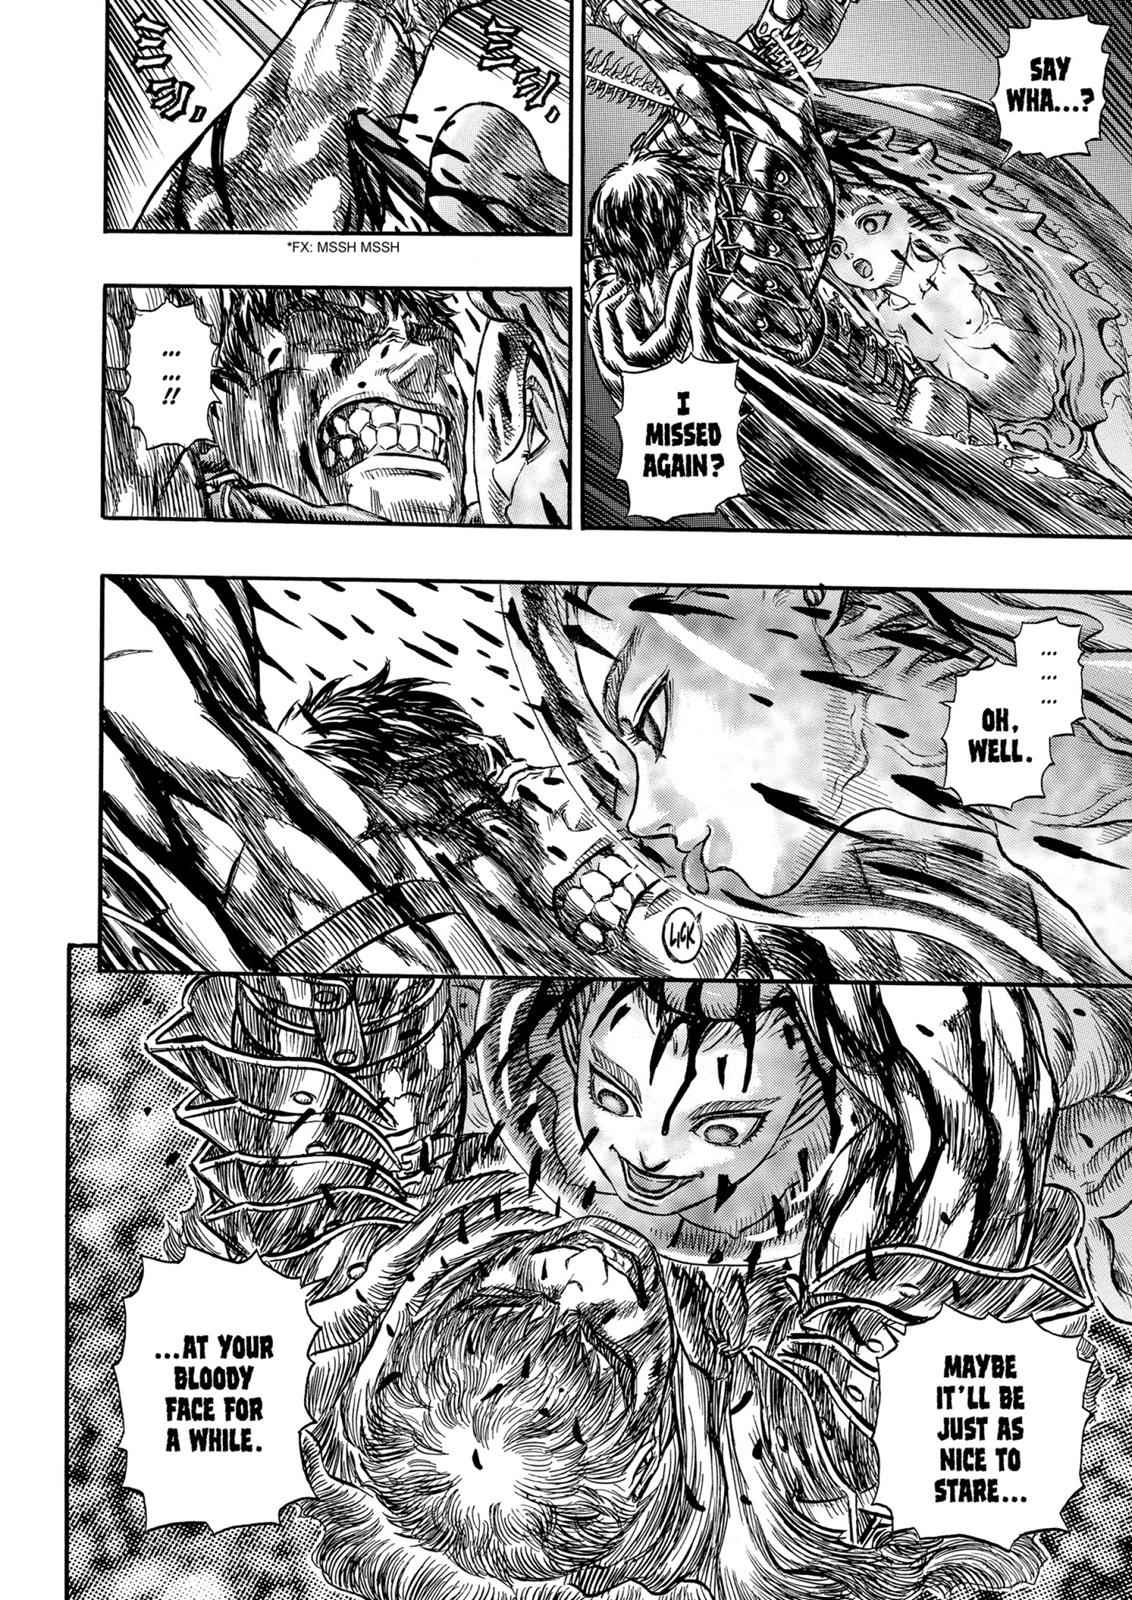 SAY
WHA...?
I
MISSED
AGAIN?
*FX: MSSH MSSH
...
...
!!
...
...
...
OH,
WELL.
LICK
MAYBE
IT'LL BE
JUST AS
NICE TO
STARE...
...AT YOUR
BLOODY
FACE FOR
A WHILE.